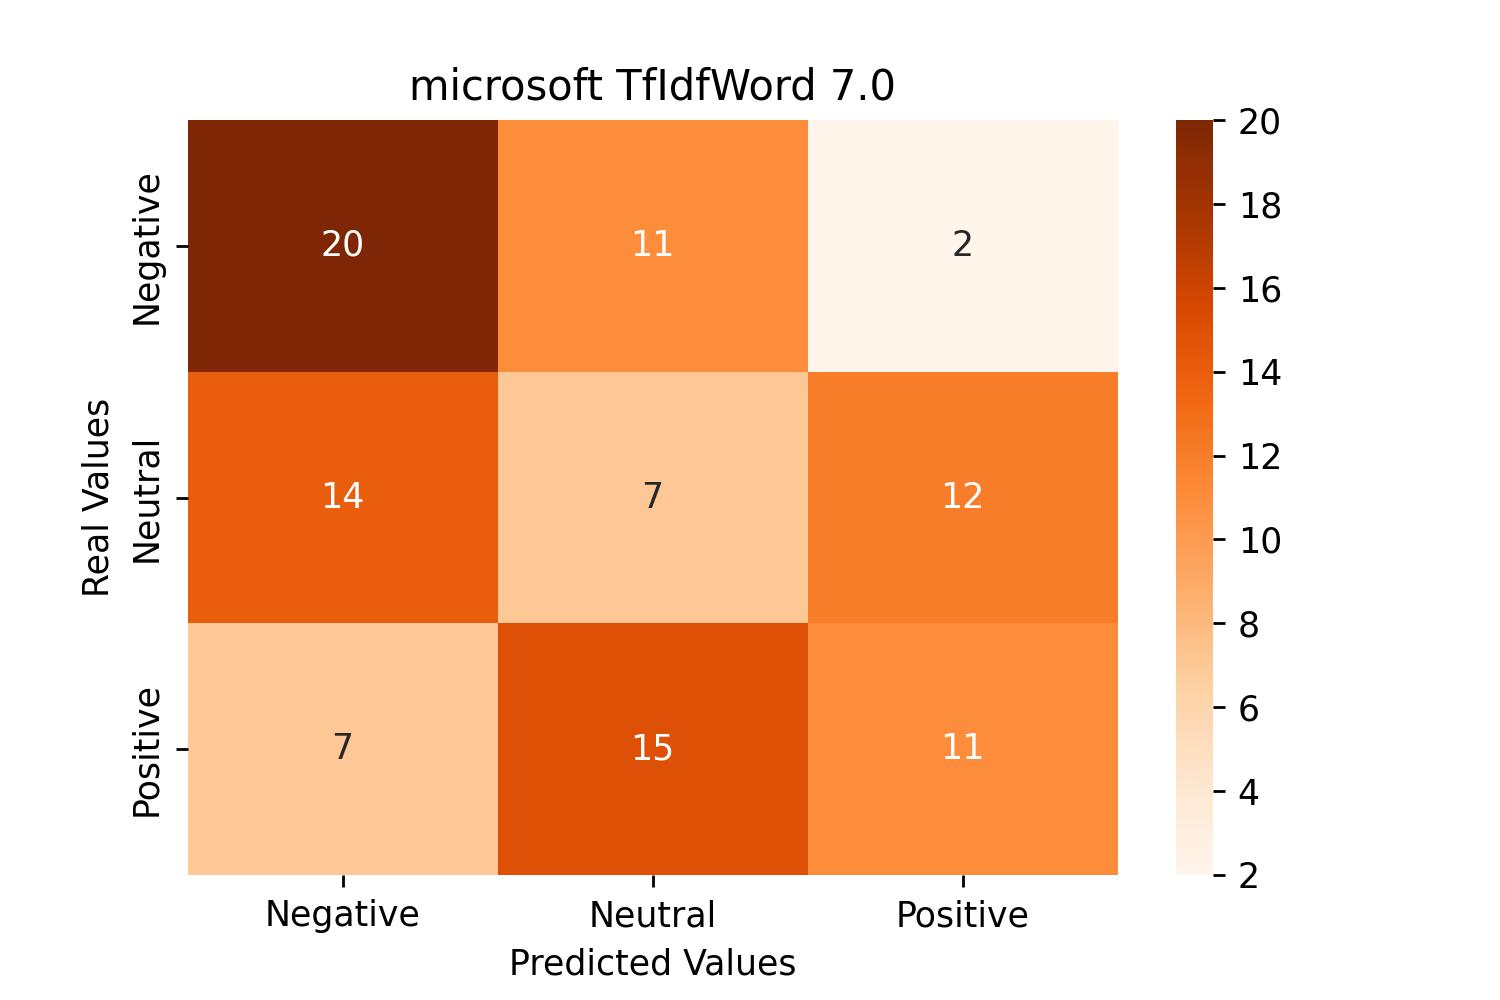 microsoft TfIdfWord 7.0
Real Values
Negative
20 11 2
Neutral
14 7 12
Positive
7 15 11
Negative Neutral Positive
Predicted Values
20
18
16
14
12
10
8
6
4
2